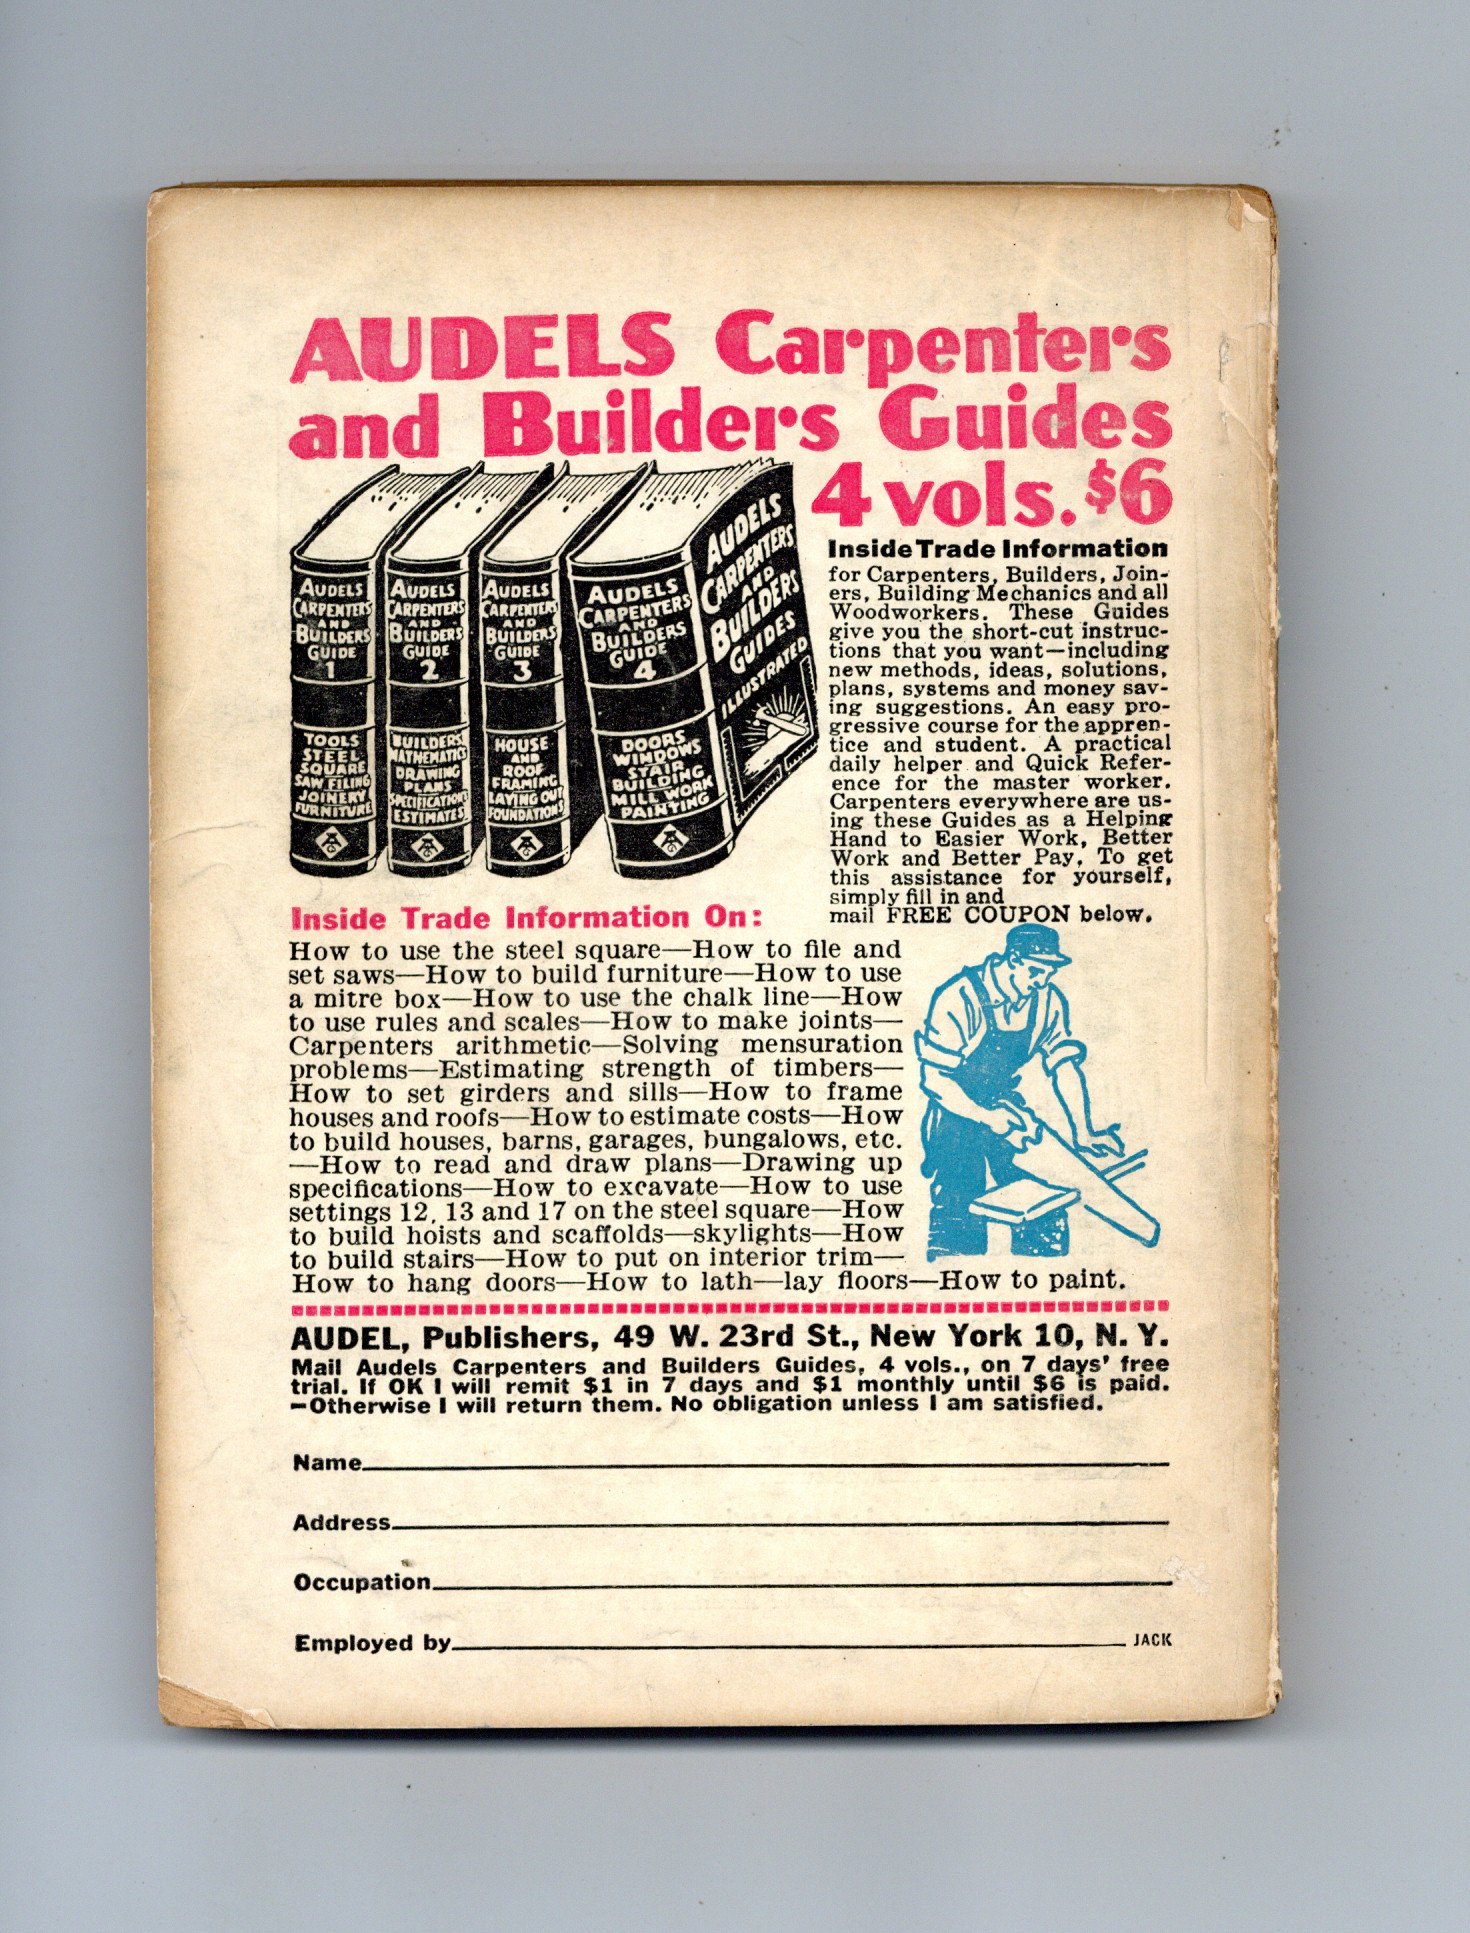 AUDELS Carpenters
and Builders Guides
4 vols. $6
AUDELS
CARPENTERS
AND
BUILDERS
GUIDE
1
TOOLS
STEEL
SQUARE
SAW FILING
JOINERY
FURNITURE
AUDELS
CARPENTERS
AND
BUILDERS
GUIDE
2
BUILDERS
MATHEMATICS
DRAWING
PLANS
SPECIFICATIONS
ESTIMATES
AUDELS
CARPENTERS
AND
BUILDERS
GUIDE
3
HOUSE
AND
ROOF
FRAMING
LAYING OUT
FOUNDATIONS
AUDELS
CARPENTERS
AND
BUILDERS
GUIDE
4
DOORS
WINDOWS
STAIR
BUILDING
MILL WORK
PAINTING
AUDELS
CARPENTERS
AND
BUILDERS
GUIDES
ILLUSTRATED
Inside Trade Information
for Carpenters, Builders, Join-
ers, Building Mechanics and all
Woodworkers. These Guides
give you the short-cut instruc-
tions that you want—including
new methods, ideas, solutions,
plans, systems and money sav-
ing suggestions. An easy pro-
gressive course for the appren-
tice and student. A practical
daily helper and Quick Refer-
ence for the master worker.
Carpenters everywhere are us-
ing these Guides as a Helping
Hand to Easier Work, Better
Work and Better Pay. To get
this assistance for yourself,
simply fill in and
mail FREE COUPON below.
Inside Trade Information On:
How to use the steel square—How to file and
set saws—How to build furniture—How to use
a mitre box—How to use the chalk line—How
to use rules and scales—How to make joints—
Carpenters arithmetic—Solving mensuration
problems—Estimating strength of timbers—
How to set girders and sills—How to frame
houses and roofs—How to estimate costs—How
to build houses, barns, garages, bungalows, etc.
—How to read and draw plans—Drawing up
specifications—How to excavate—How to use
settings 12, 13 and 17 on the steel square—How
to build hoists and scaffolds—skylights—How
to build stairs—How to put on interior trim—
How to hang doors—How to lath—lay floors—How to paint.
AUDEL, Publishers, 49 W. 23rd St., New York 10, N. Y.
Mail Audels Carpenters and Builders Guides, 4 vols., on 7 days' free
trial. If OK I will remit $1 in 7 days and $1 monthly until $6 is paid.
—Otherwise I will return them. No obligation unless I am satisfied.
Name
Address
Occupation
Employed by JACK